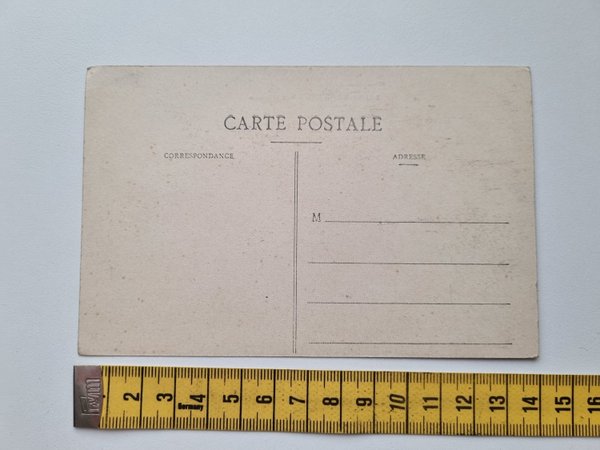 CARTE POSTALE
CORRESPONDANCE
ADRESSE
M
2 3 4 5 6 7 8 9 10 11 12 13 14 15 16
Germany